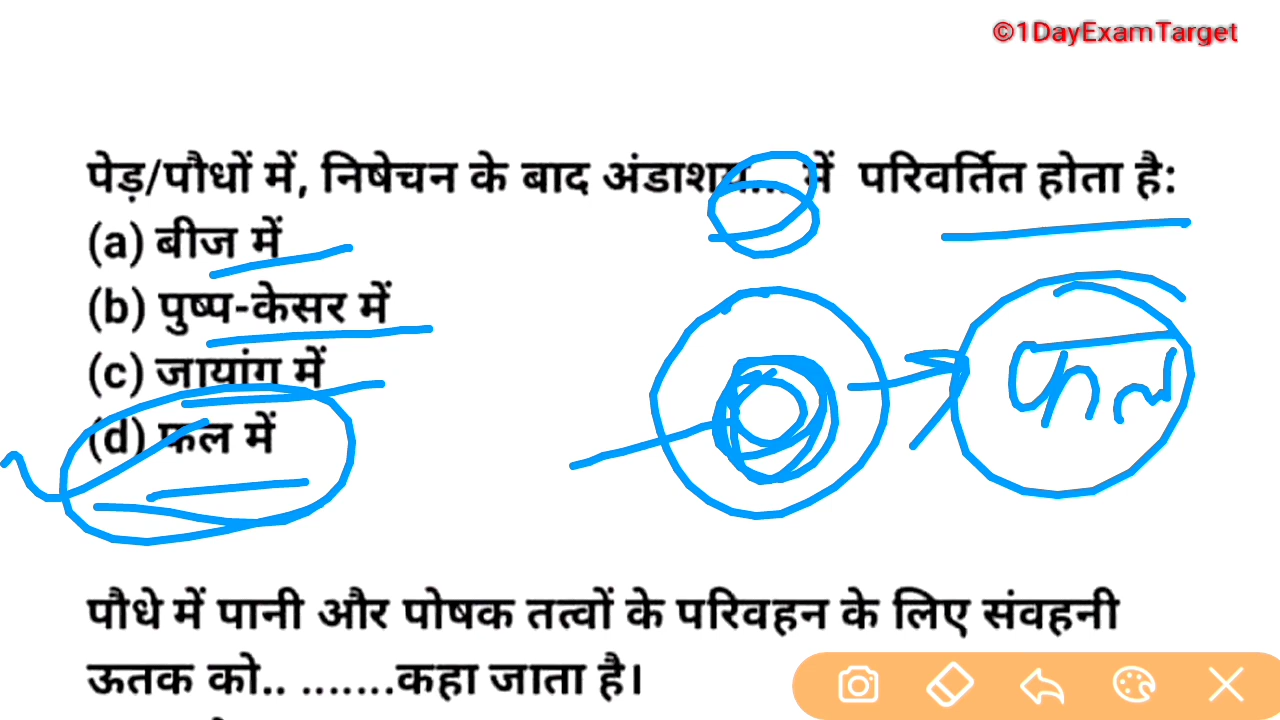 ©1DayExamTarget
पेड़/पौधों में, निषेचन के बाद अंडाशय... में परिवर्तित होता है:
(a) बीज में
(b) पुष्प-केसर में
(c) जायांग में
फल
(d) फल में
पौधे में पानी और पोषक तत्वों के परिवहन के लिए संवहनी
ऊतक को.. .......कहा जाता है।